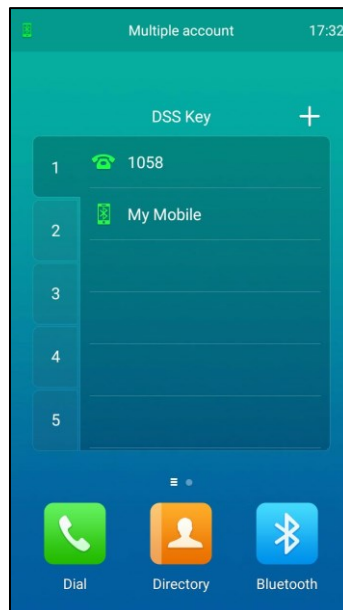 Multiple account 17:32
DSS Key
1 1058
2 My Mobile
3
4
5
Dial Directory Bluetooth